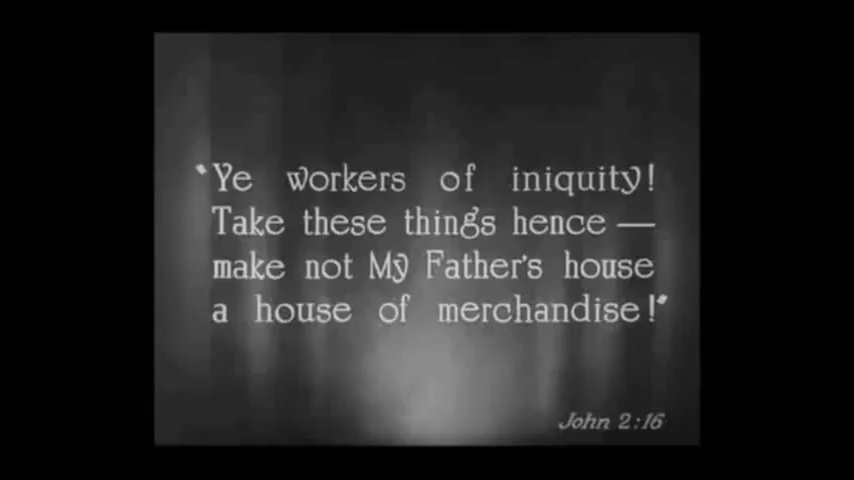 "Ye workers of iniquity!
Take these things hence —
make not My Father's house
a house of merchandise!"
John 2:16